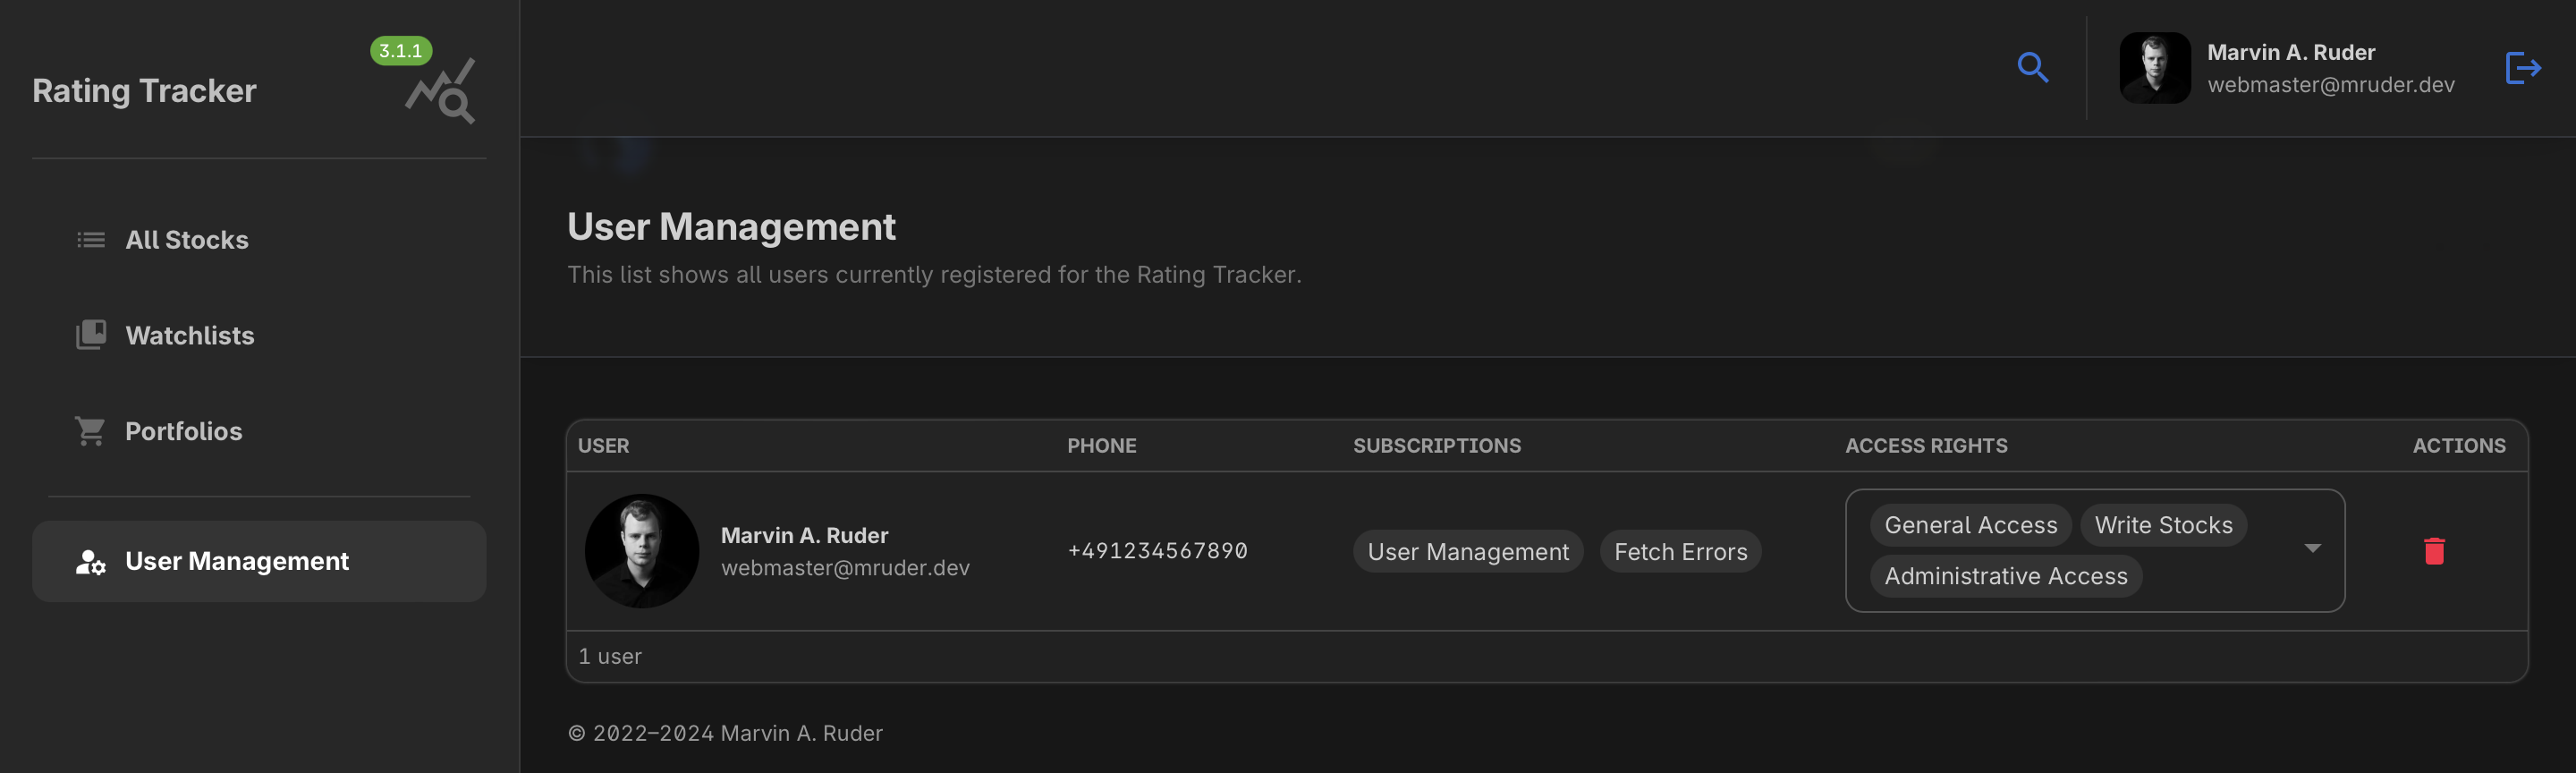 3.1.1
Rating Tracker
All Stocks
Watchlists
Portfolios
User Management
Marvin A. Ruder
webmaster@mruder.dev
User Management
This list shows all users currently registered for the Rating Tracker.
USER PHONE SUBSCRIPTIONS ACCESS RIGHTS ACTIONS
Marvin A. Ruder
webmaster@mruder.dev
+491234567890
User Management Fetch Errors
General Access Write Stocks
Administrative Access
1 user
© 2022–2024 Marvin A. Ruder